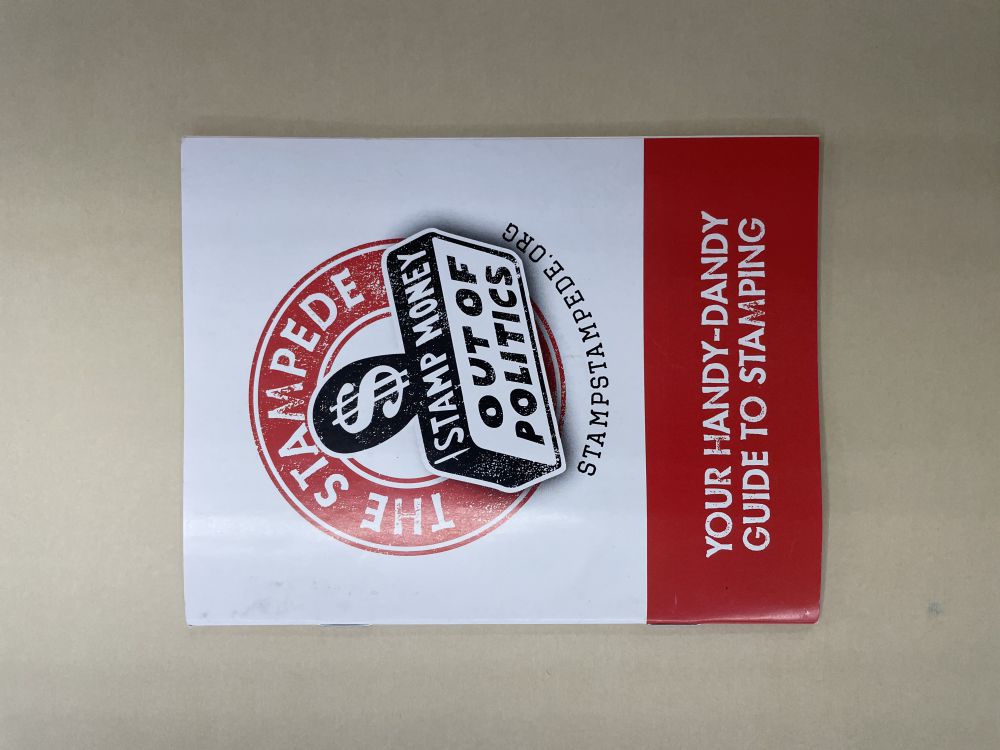 THE STAMPEDE
$
STAMP MONEY
OUT OF
POLITICS
STAMPSTAMPEDE.ORG
YOUR HANDY-DANDY
GUIDE TO STAMPING